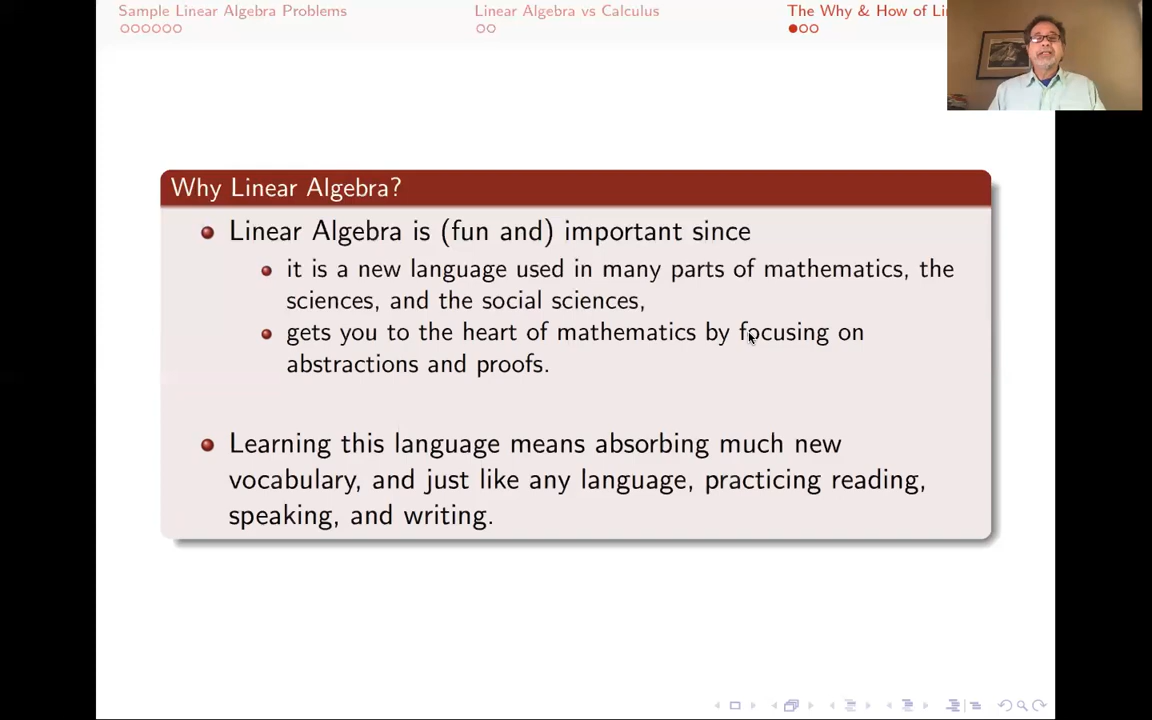 Sample Linear Algebra Problems
Linear Algebra vs Calculus
The Why & How of Li
Why Linear Algebra?
Linear Algebra is (fun and) important since
it is a new language used in many parts of mathematics, the
sciences, and the social sciences,
gets you to the heart of mathematics by focusing on
abstractions and proofs.
Learning this language means absorbing much new
vocabulary, and just like any language, practicing reading,
speaking, and writing.